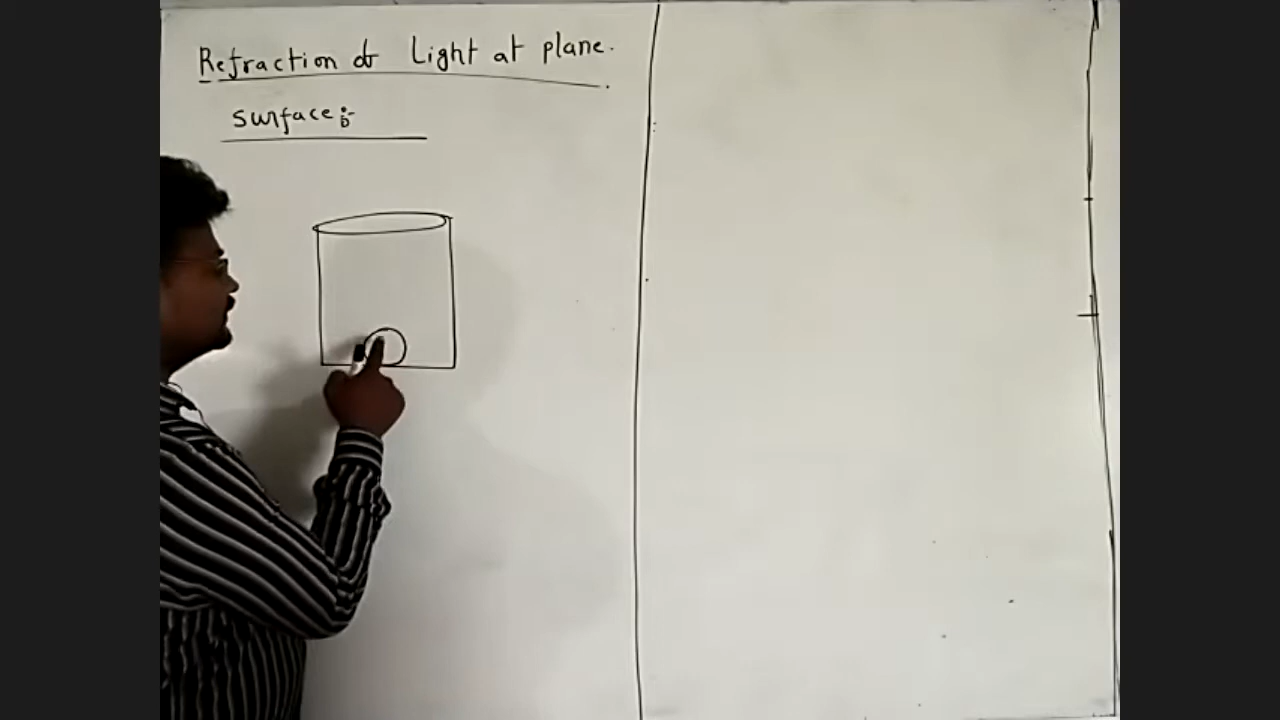 Refraction of Light at plane.
Surface:-